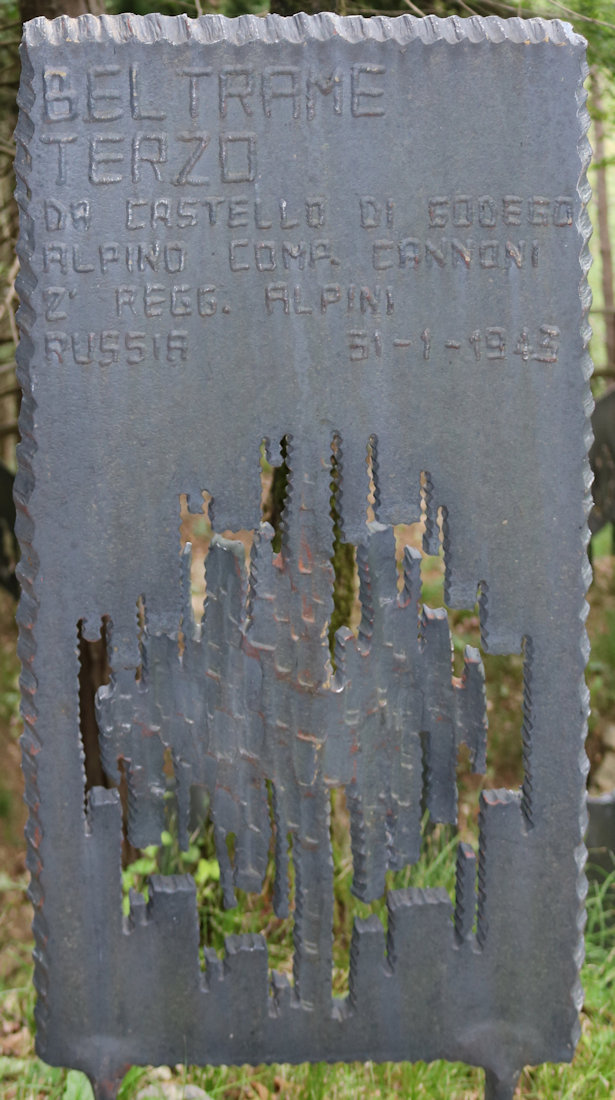 BELTRAME
TERZO
DA CASTELLO DI GODEGO
ALPINO COMP. CANNONI
2° REGG. ALPINI
RUSSIA 31-1-1943